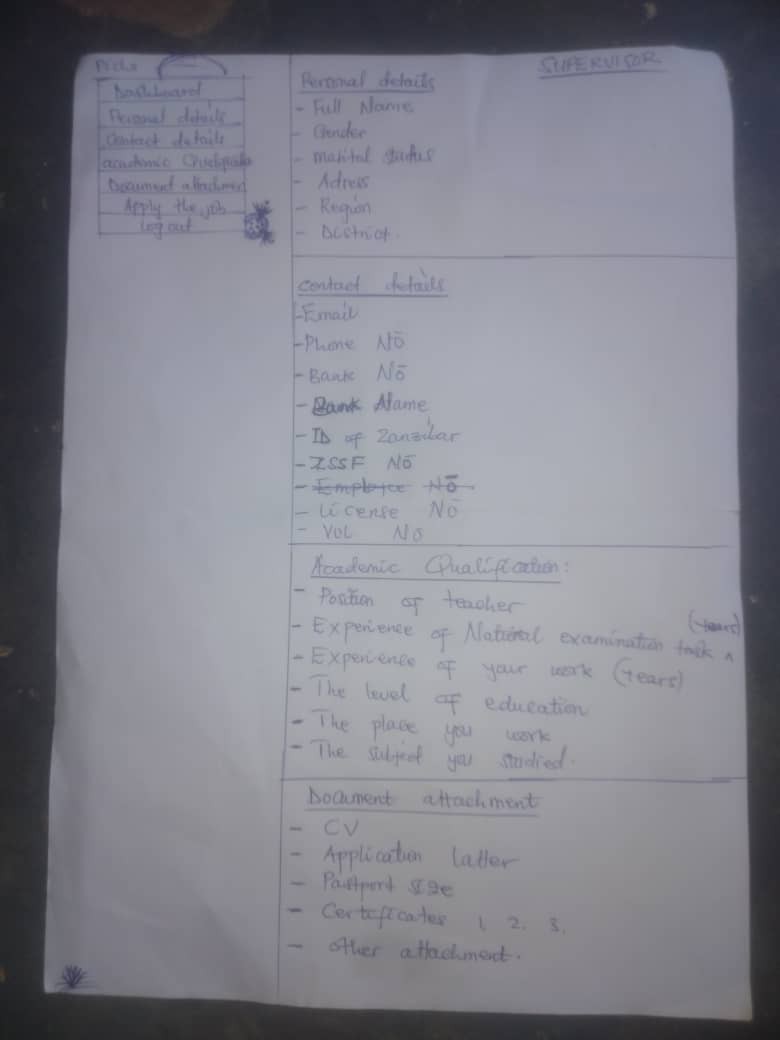 Dashboard
Personal details
Contact details
academic
Document attachment
Apply the job
log out
SUPERVISOR
Personal details
- Full Name
- Gender
- marital status
- Adress
- Region
- District.
contact details
- Email
- Phone NO
- Bank NO
- Bank Name
- ID of Zanzibar
- ZSSF NO
- Employee NO
- License NO
- Vol NO
Academic Qualification:
- Position of teacher
- Experience of National examination task (years)
- Experience of your work (years)
- The level of education
- The place you work
- The subject you studied.
Document attachment
- CV
- Application latter
- Passport size
- Certificates 1, 2. 3.
- other attachment.